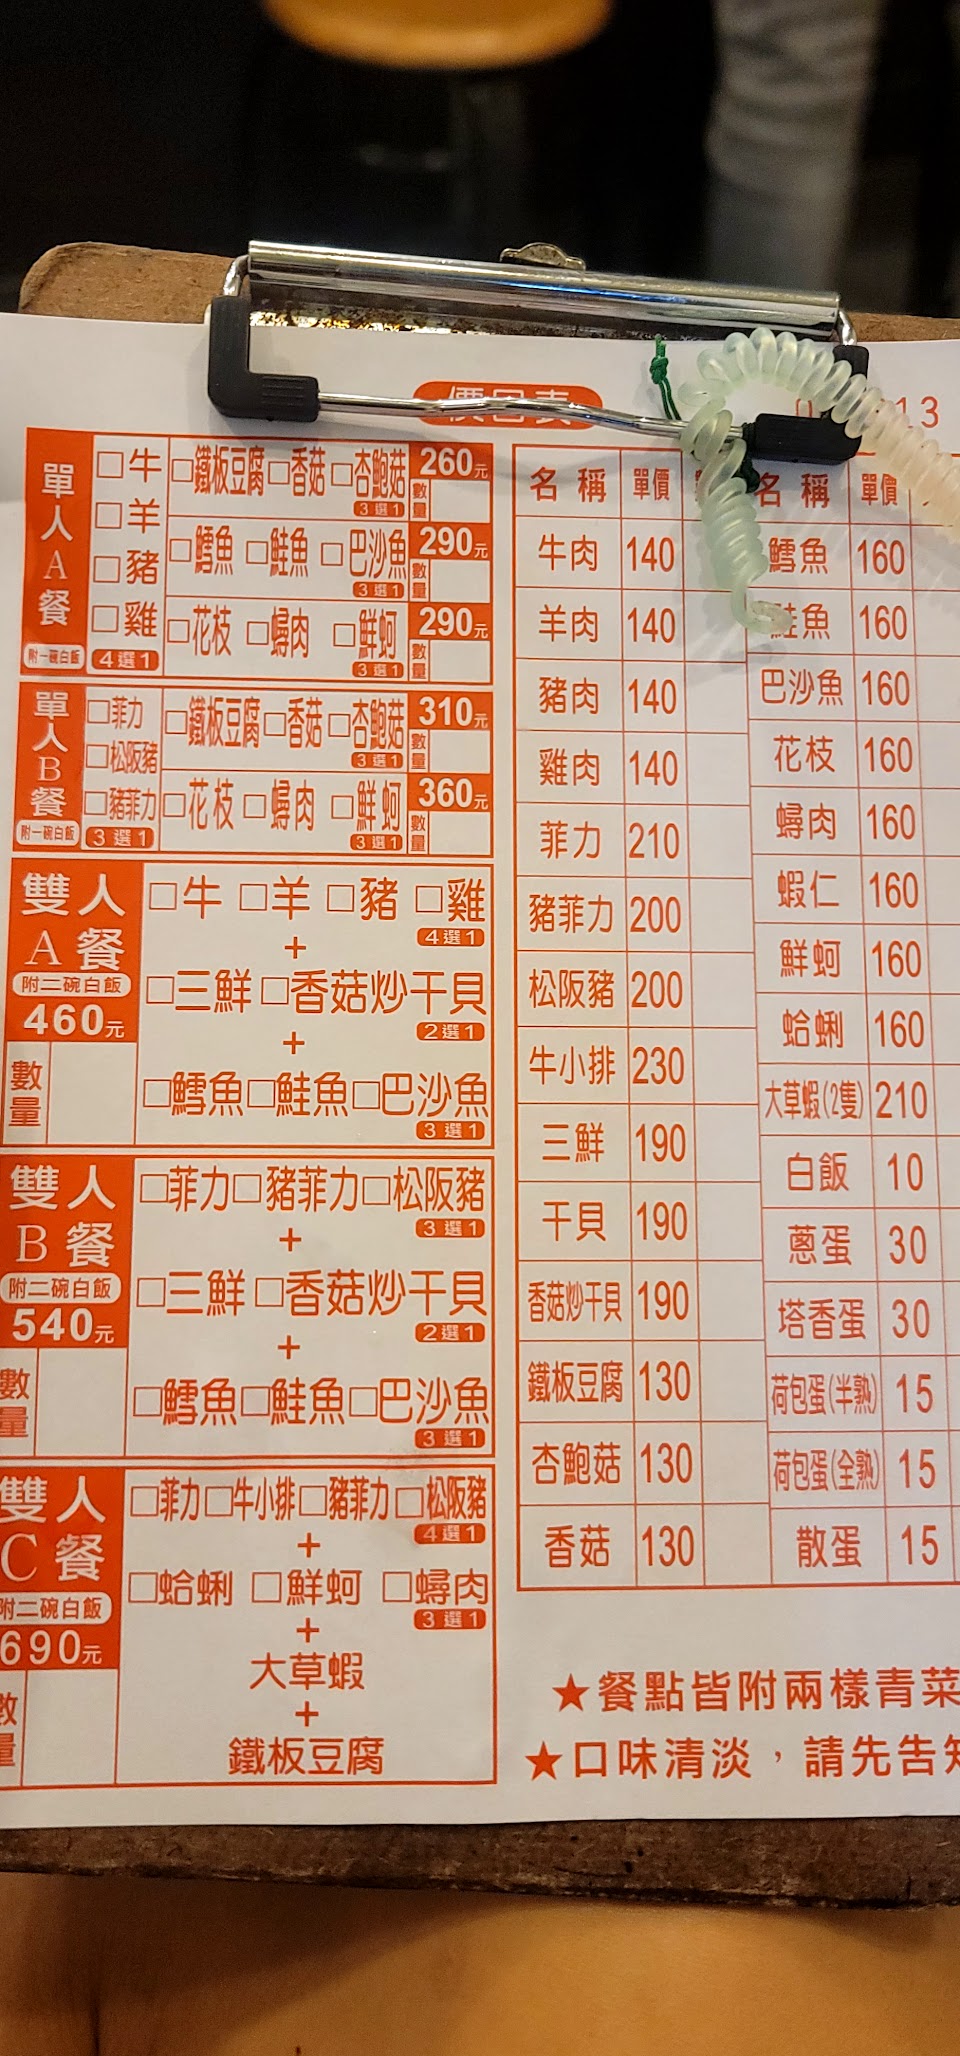 單人A餐
附一碗白飯
□牛
□羊
□豬
□雞
4選1
□鐵板豆腐□香菇□杏鮑菇
3選1
260元
數量
□鱈魚 □鮭魚 □巴沙魚
3選1
290元
數量
□花枝 □蟳肉 □鮮蚵
3選1
290元
數量
單人B餐
附一碗白飯
□菲力
□松阪豬
□豬菲力
3選1
□鐵板豆腐□香菇□杏鮑菇
3選1
310元
數量
□花枝 □蟳肉 □鮮蚵
3選1
360元
數量
雙人
A餐
附二碗白飯
460元
數量
□牛 □羊 □豬 □雞
4選1
+
□三鮮 □香菇炒干貝
2選1
+
□鱈魚□鮭魚□巴沙魚
3選1
雙人
B餐
附二碗白飯
540元
數量
□菲力□豬菲力□松阪豬
3選1
+
□三鮮 □香菇炒干貝
2選1
+
□鱈魚□鮭魚□巴沙魚
3選1
雙人
C餐
附二碗白飯
690元
數量
□菲力□牛小排□豬菲力□松阪豬
4選1
+
□蛤蜊 □鮮蚵 □蟳肉
3選1
+
大草蝦
+
鐵板豆腐
名稱 單價
牛肉 140
羊肉 140
豬肉 140
雞肉 140
菲力 210
豬菲力 200
松阪豬 200
牛小排 230
三鮮 190
干貝 190
香菇炒干貝 190
鐵板豆腐 130
杏鮑菇 130
香菇 130
13
名稱 單價
鱈魚 160
鮭魚 160
巴沙魚 160
花枝 160
蟳肉 160
蝦仁 160
鮮蚵 160
蛤蜊 160
大草蝦(2隻) 210
白飯 10
蔥蛋 30
塔香蛋 30
荷包蛋(半熟) 15
荷包蛋(全熟) 15
散蛋 15
★餐點皆附兩樣青菜
★口味清淡，請先告知